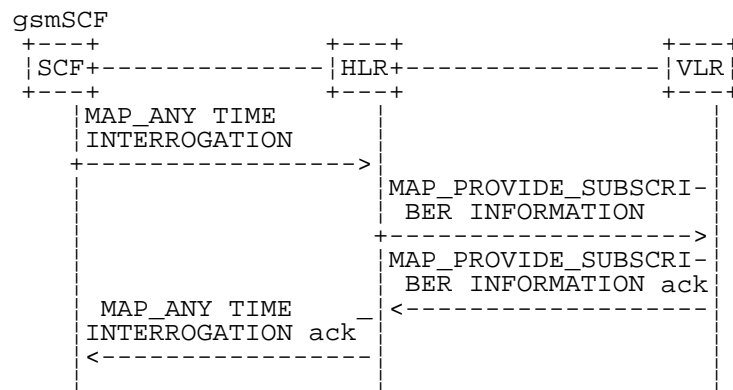 gsmSCF
SCF HLR VLR
MAP_ANY TIME
INTERROGATION
MAP_PROVIDE_SUBSCRI-
BER INFORMATION
MAP_PROVIDE_SUBSCRI-
BER INFORMATION ack
MAP_ANY TIME _
INTERROGATION ack